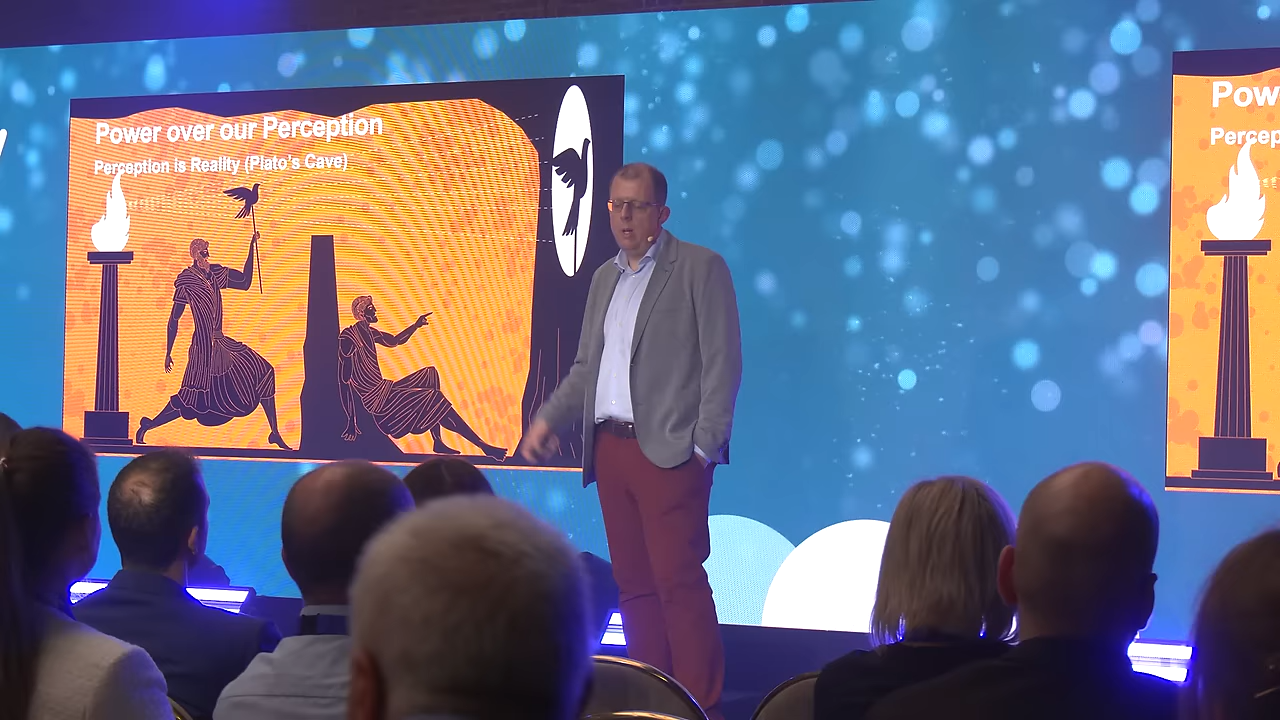 Power over our Perception
Perception is Reality (Plato's Cave)
Pow
Percep